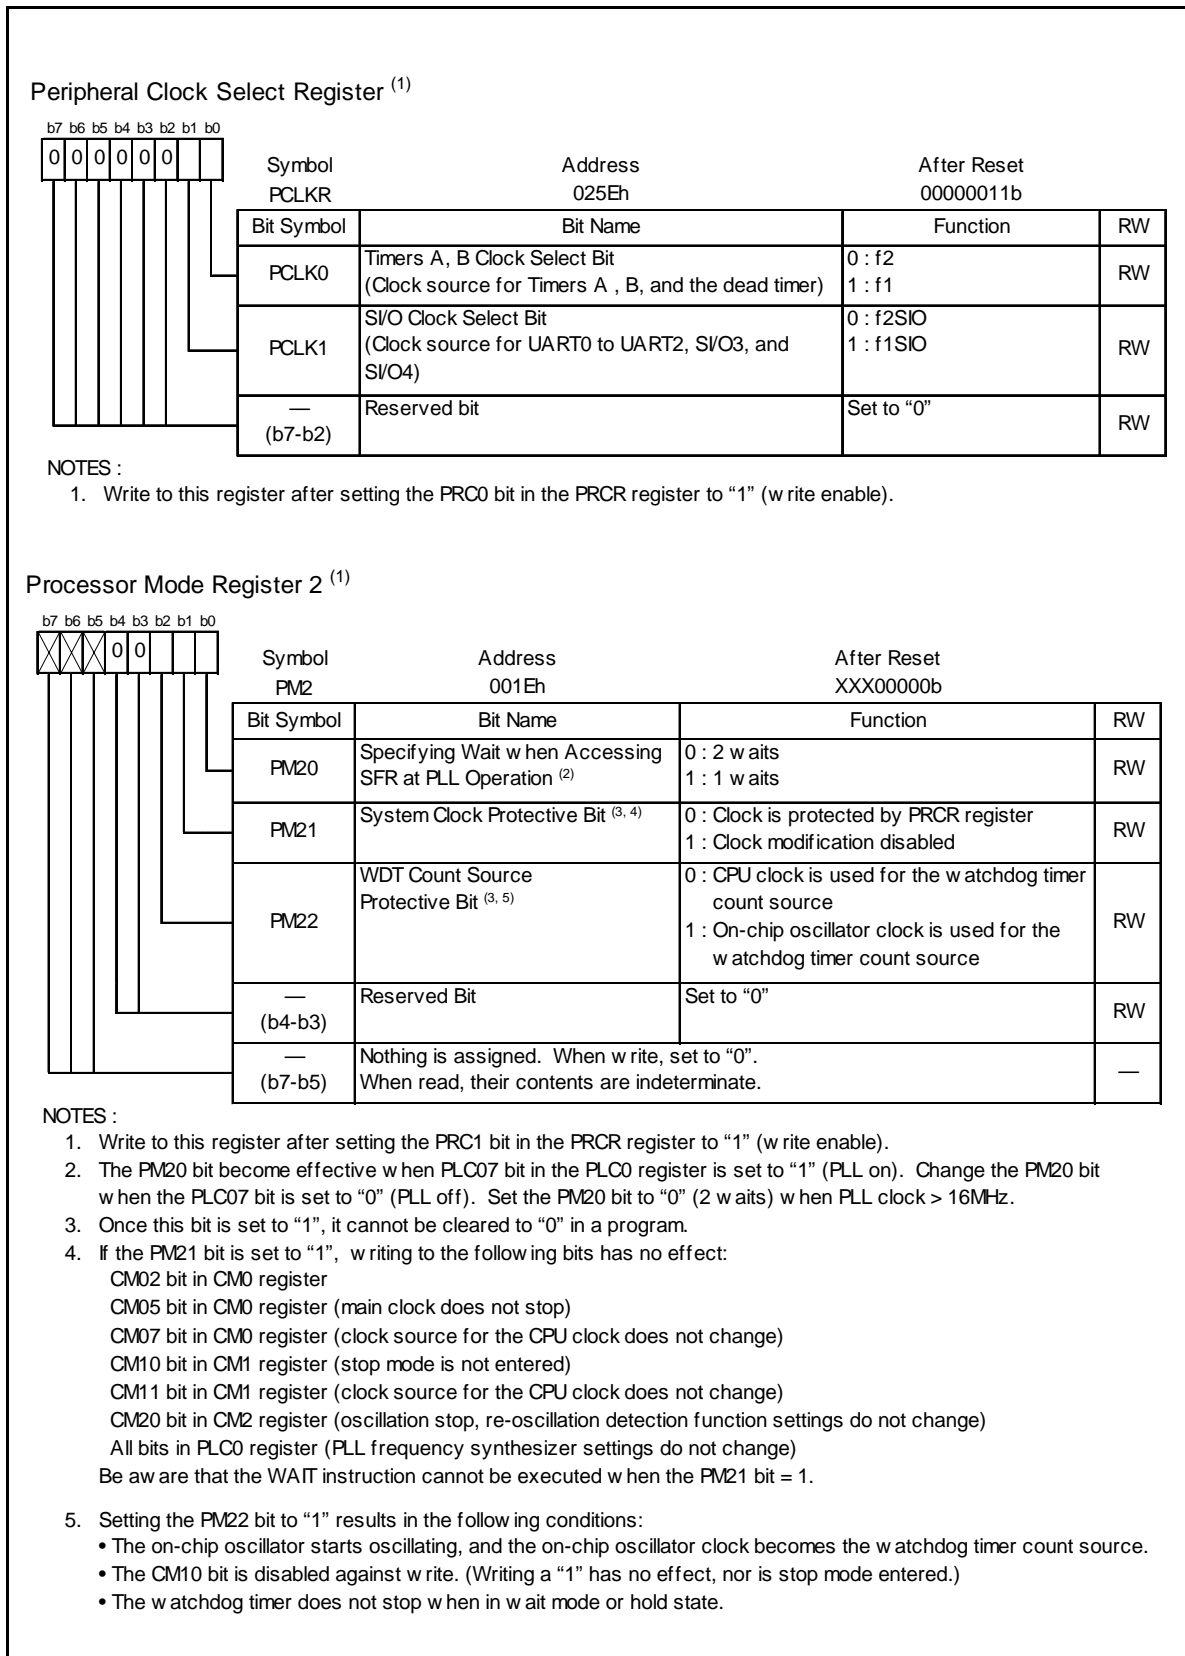 Peripheral Clock Select Register (1)
b7 b6 b5 b4 b3 b2 b1 b0
0 0 0 0 0 0
Symbol Address After Reset
PCLKR 025Eh 00000011b
Bit Symbol Bit Name Function RW
PCLK0 Timers A, B Clock Select Bit 0 : f2 RW
(Clock source for Timers A , B, and the dead timer) 1 : f1
PCLK1 SI/O Clock Select Bit 0 : f2SIO RW
(Clock source for UART0 to UART2, SI/O3, and 1 : f1SIO
SI/O4)
— Reserved bit Set to “0” RW
(b7-b2)
NOTES :
1. Write to this register after setting the PRC0 bit in the PRCR register to “1” (write enable).
Processor Mode Register 2 (1)
b7 b6 b5 b4 b3 b2 b1 b0
0 0
Symbol Address After Reset
PM2 001Eh XXX00000b
Bit Symbol Bit Name Function RW
PM20 Specifying Wait when Accessing 0 : 2 waits RW
SFR at PLL Operation (2) 1 : 1 waits
PM21 System Clock Protective Bit (3, 4) 0 : Clock is protected by PRCR register RW
1 : Clock modification disabled
PM22 WDT Count Source 0 : CPU clock is used for the watchdog timer RW
Protective Bit (3, 5) count source
1 : On-chip oscillator clock is used for the
watchdog timer count source
— Reserved Bit Set to “0” RW
(b4-b3)
— Nothing is assigned. When write, set to “0”. —
(b7-b5) When read, their contents are indeterminate.
NOTES :
1. Write to this register after setting the PRC1 bit in the PRCR register to “1” (write enable).
2. The PM20 bit become effective when PLC07 bit in the PLC0 register is set to “1” (PLL on). Change the PM20 bit
when the PLC07 bit is set to “0” (PLL off). Set the PM20 bit to “0” (2 waits) when PLL clock > 16MHz.
3. Once this bit is set to “1”, it cannot be cleared to “0” in a program.
4. If the PM21 bit is set to “1”, writing to the following bits has no effect:
CM02 bit in CM0 register
CM05 bit in CM0 register (main clock does not stop)
CM07 bit in CM0 register (clock source for the CPU clock does not change)
CM10 bit in CM1 register (stop mode is not entered)
CM11 bit in CM1 register (clock source for the CPU clock does not change)
CM20 bit in CM2 register (oscillation stop, re-oscillation detection function settings do not change)
All bits in PLC0 register (PLL frequency synthesizer settings do not change)
Be aware that the WAIT instruction cannot be executed when the PM21 bit = 1.
5. Setting the PM22 bit to “1” results in the following conditions:
• The on-chip oscillator starts oscillating, and the on-chip oscillator clock becomes the watchdog timer count source.
• The CM10 bit is disabled against write. (Writing a “1” has no effect, nor is stop mode entered.)
• The watchdog timer does not stop when in wait mode or hold state.